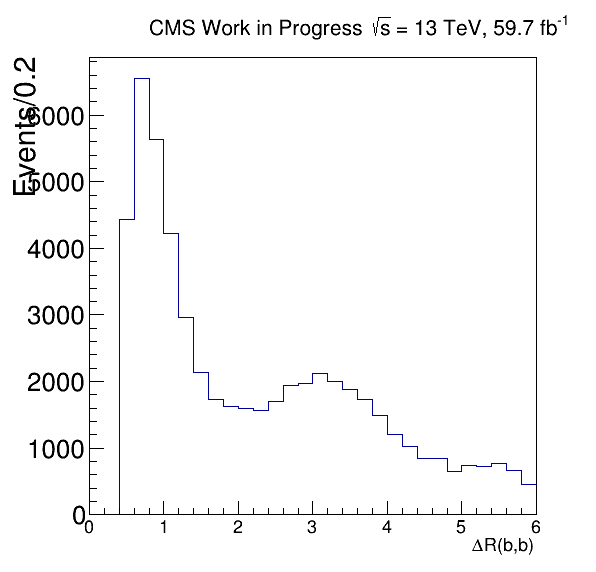 CMS Work in Progress √s = 13 TeV, 59.7 fb⁻¹
Events/0.2
6000
5000
4000
3000
2000
1000
0
0 1 2 3 4 5 6
ΔR(b,b)